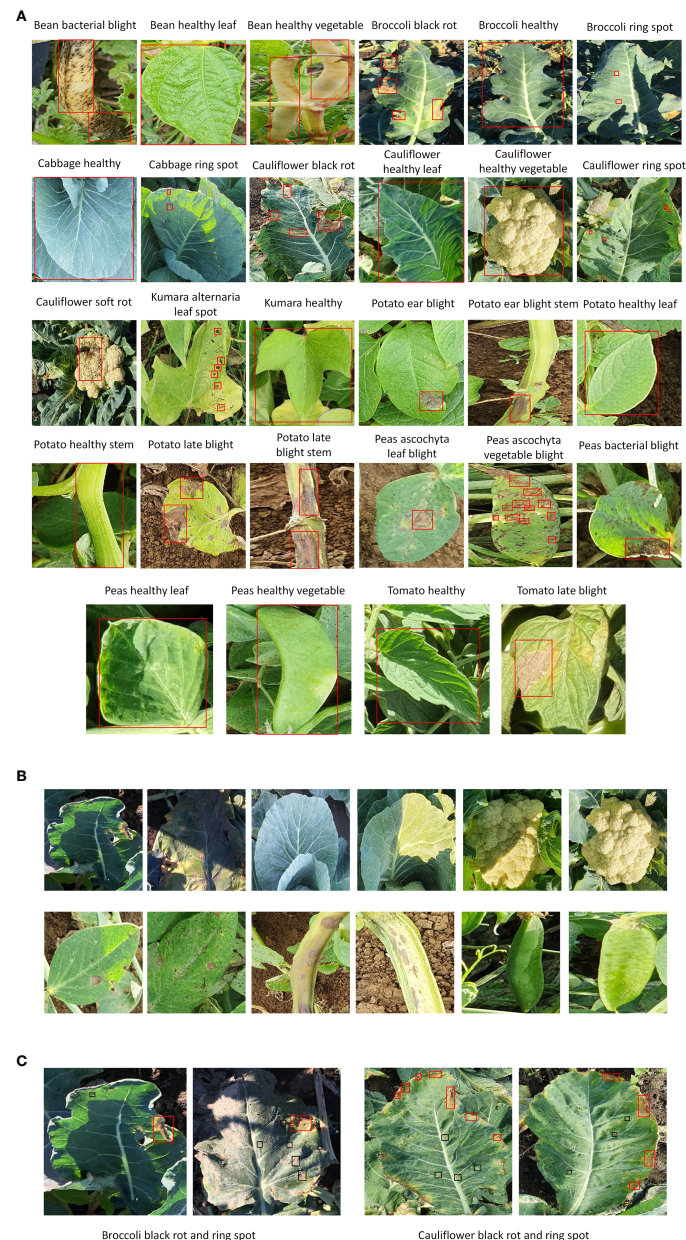 A
Bean bacterial blight Bean healthy leaf Bean healthy vegetable Broccoli black rot Broccoli healthy Broccoli ring spot
Cabbage healthy Cabbage ring spot Cauliflower black rot Cauliflower healthy leaf Cauliflower healthy vegetable Cauliflower ring spot
Cauliflower soft rot Kumara alternaria leaf spot Kumara healthy Potato ear blight Potato ear blight stem Potato healthy leaf
Potato healthy stem Potato late blight Potato late blight stem Peas ascochyta leaf blight Peas ascochyta vegetable blight Peas bacterial blight
Peas healthy leaf Peas healthy vegetable Tomato healthy Tomato late blight
B
C
Broccoli black rot and ring spot Cauliflower black rot and ring spot